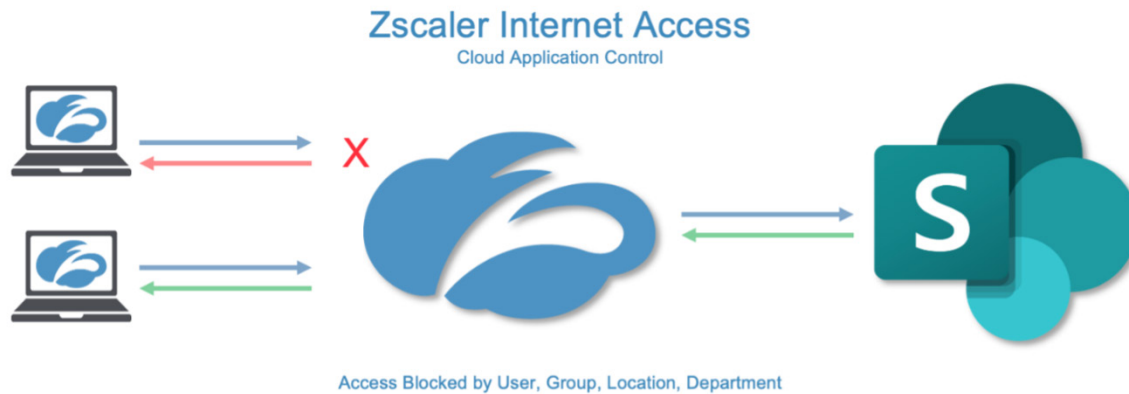 Zscaler Internet Access
Cloud Application Control
X
S
Access Blocked by User, Group, Location, Department